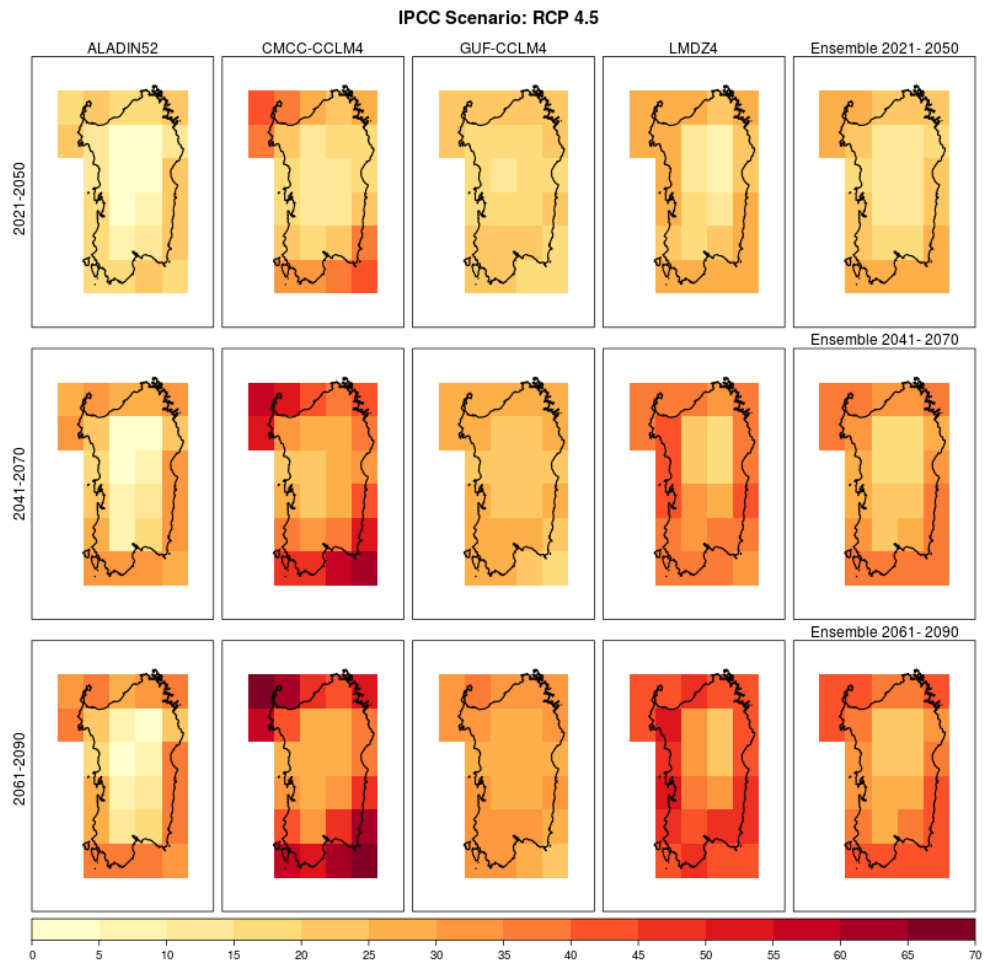 IPCC Scenario: RCP 4.5
ALADIN52
CMCC-CCLM4
GUF-CCLM4
LMDZ4
Ensemble 2021- 2050
2021-2050
Ensemble 2041- 2070
2041-2070
Ensemble 2061- 2090
2061-2090
0 5 10 15 20 25 30 35 40 45 50 55 60 65 70